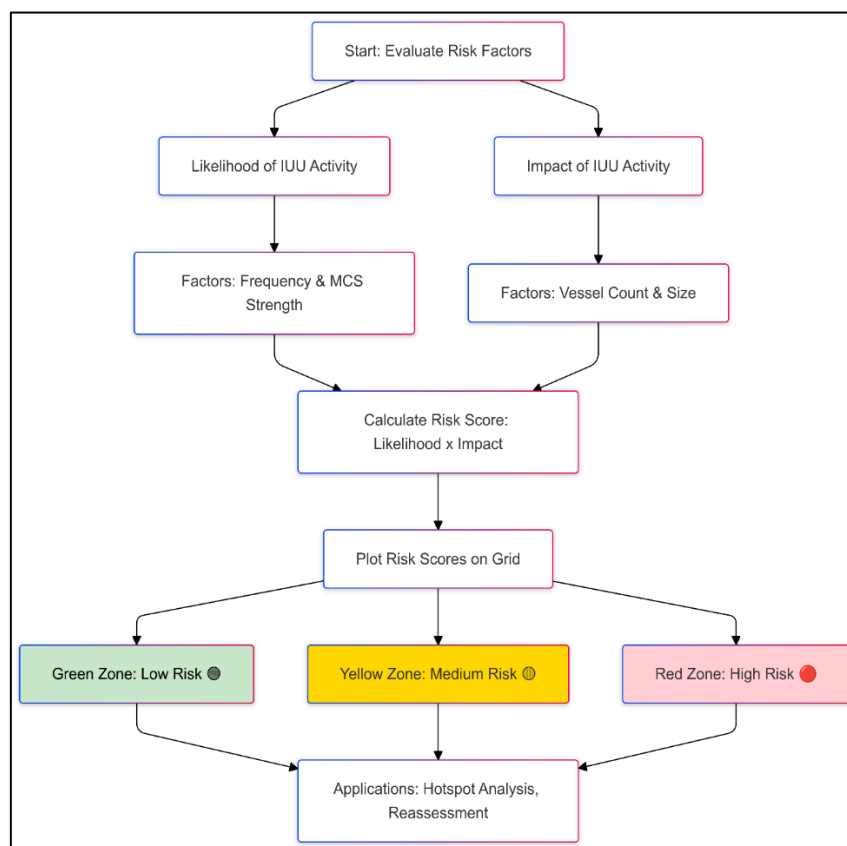 Start: Evaluate Risk Factors
Likelihood of IUU Activity
Impact of IUU Activity
Factors: Frequency & MCS
Strength
Factors: Vessel Count & Size
Calculate Risk Score:
Likelihood x Impact
Plot Risk Scores on Grid
Green Zone: Low Risk
Yellow Zone: Medium Risk
Red Zone: High Risk
Applications: Hotspot Analysis,
Reassessment